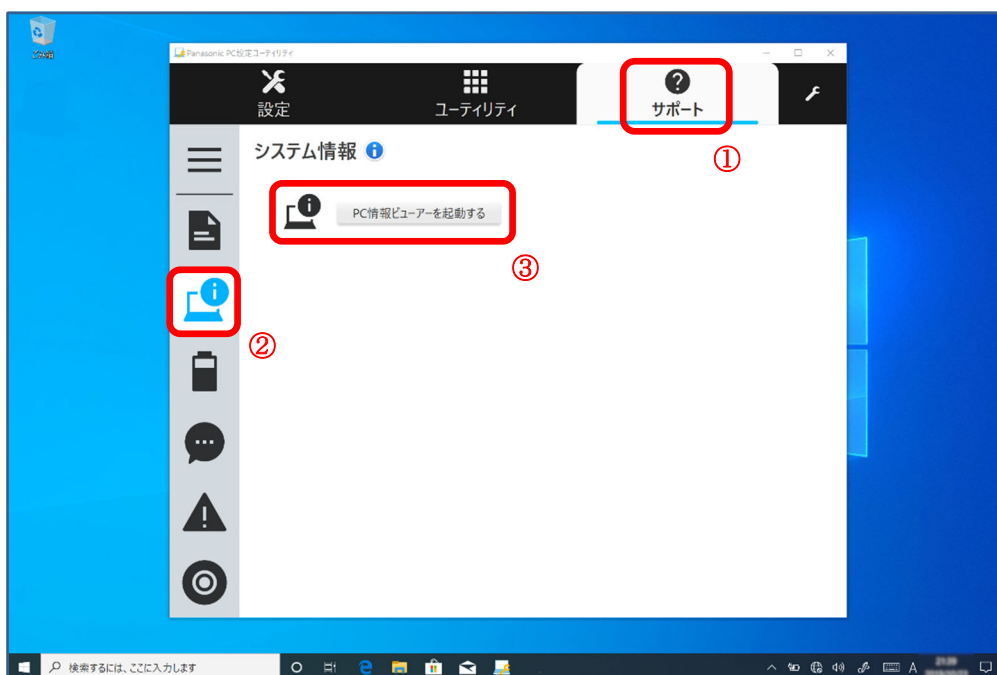 ごみ箱
Panasonic PC設定ユーティリティ
設定
ユーティリティ
サポート
①
システム情報
PC情報ビューアーを起動する
③
②
検索するには、ここに入力します
A